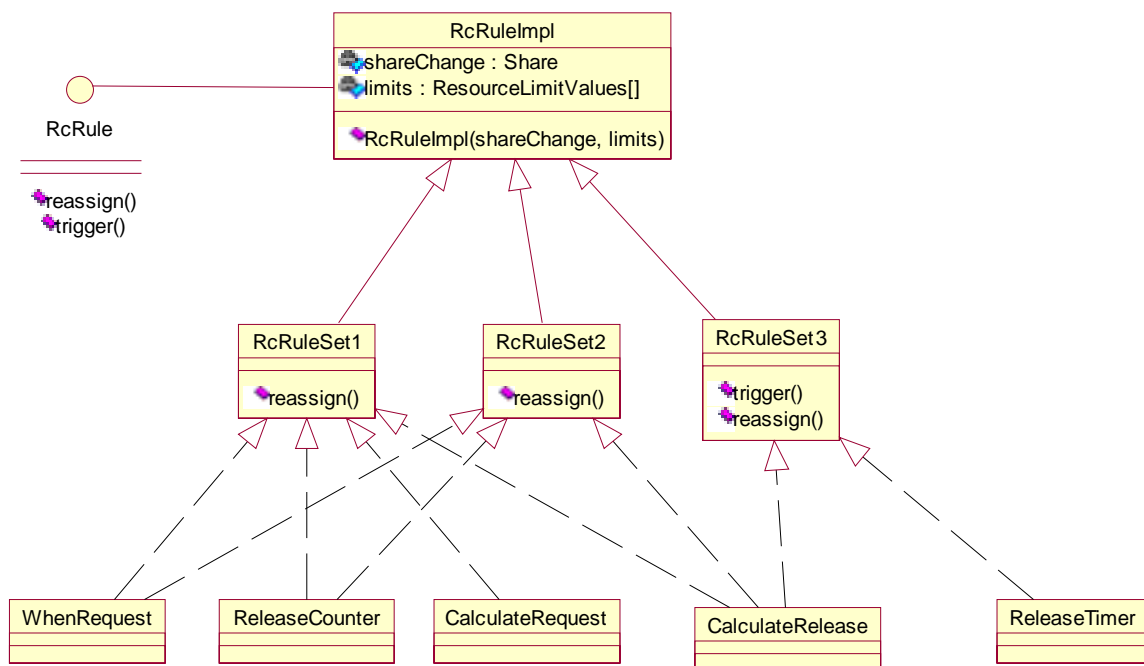 RcRuleImpl
shareChange : Share
limits : ResourceLimitValues[]
RcRuleImpl(shareChange, limits)
RcRule
reassign()
trigger()
RcRuleSet1
reassign()
RcRuleSet2
reassign()
RcRuleSet3
trigger()
reassign()
WhenRequest
ReleaseCounter
CalculateRequest
CalculateRelease
ReleaseTimer